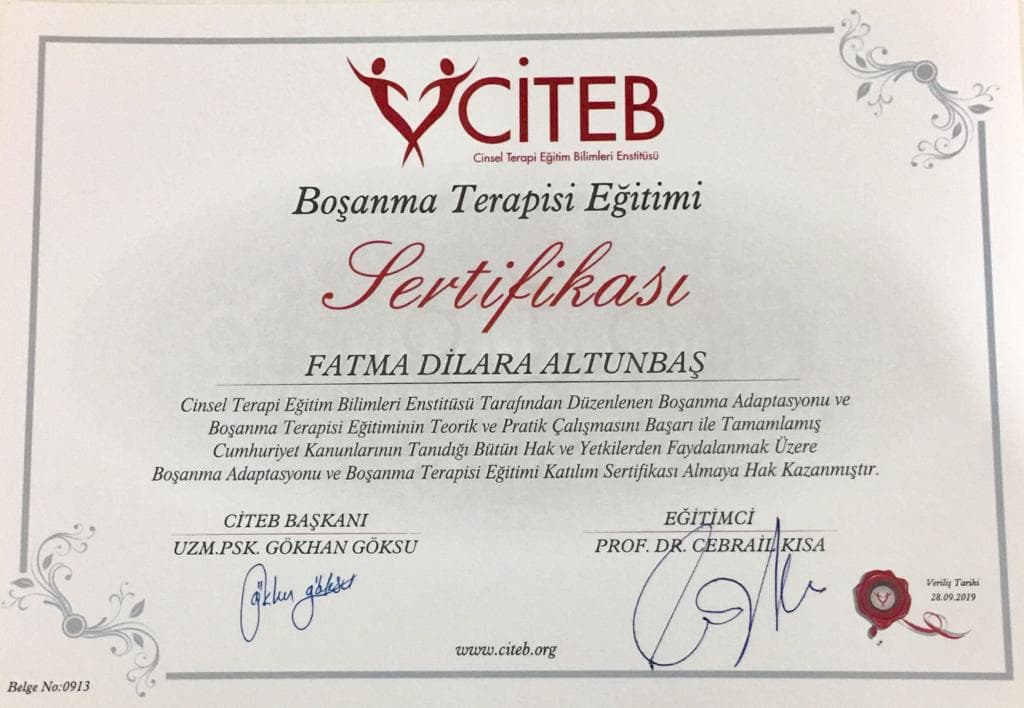 CİTEB
Cinsel Terapi Eğitim Bilimleri Enstitüsü
Boşanma Terapisi Eğitimi
Sertifikası
FATMA DİLARA ALTUNBAŞ
Cinsel Terapi Eğitim Bilimleri Enstitüsü Tarafından Düzenlenen Boşanma Adaptasyonu ve
Boşanma Terapisi Eğitiminin Teorik ve Pratik Çalışmasını Başarı ile Tamamlamış
Cumhuriyet Kanunlarının Tanıdığı Bütün Hak ve Yetkilerden Faydalanmak Üzere
Boşanma Adaptasyonu ve Boşanma Terapisi Eğitimi Katılım Sertifikası Almaya Hak Kazanmıştır.
CİTEB BAŞKANI
UZM.PSK. GÖKHAN GÖKSU
Gökhan Göksu
EĞİTİMCİ
PROF. DR. CEBRAİL KISA
Veriliş Tarihi
28.09.2019
www.citeb.org
Belge No:0913